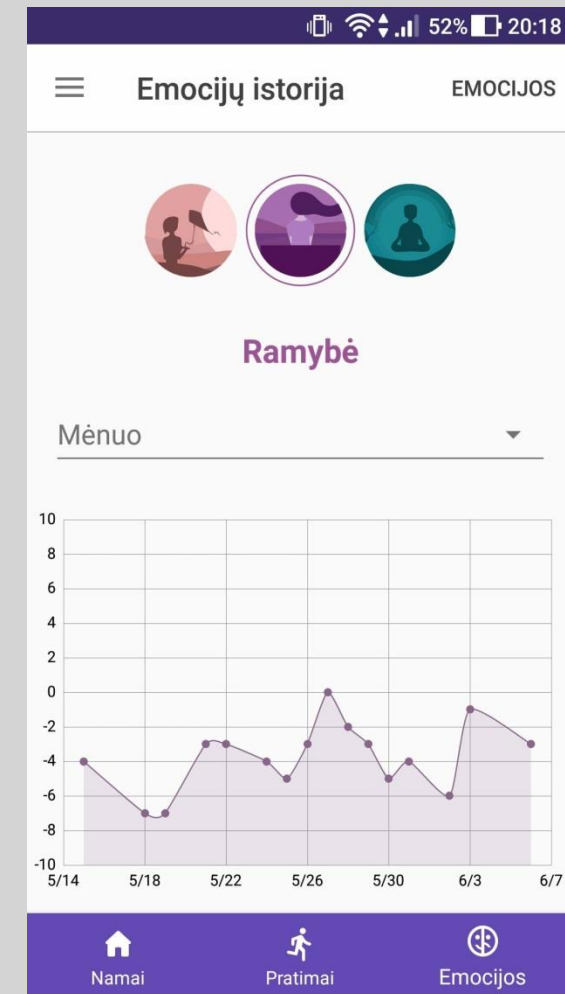 52% 20:18
Emocijų istorija EMOCIJOS
Ramybė
Mėnuo
10
8
6
4
2
0
-2
-4
-6
-8
-10
5/14 5/18 5/22 5/26 5/30 6/3 6/7
Namai Pratimai Emocijos